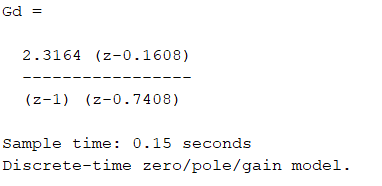 Gd =
2.3164 (z-0.1608)
-----------------
(z-1) (z-0.7408)
Sample time: 0.15 seconds
Discrete-time zero/pole/gain model.